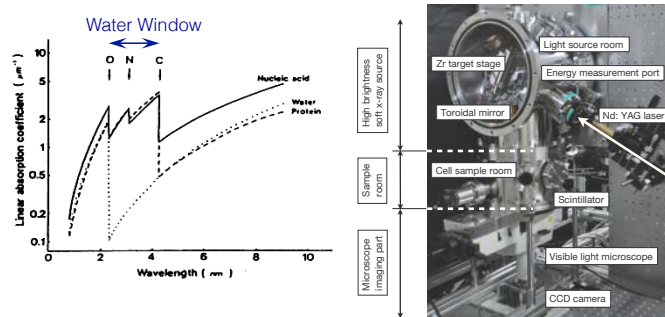 Water Window
O N C
Nucleic acid
Water
Protein
Linear absorption coefficient ( μm⁻¹ )
10
5
2
1
0.5
0.2
0.1
0 2 4 6 8 10
Wavelength ( nm )
High brightness
soft x-ray source
Sample
room
Microscope
imaging part
Light source room
Zr target stage
Energy measurement port
Toroidal mirror
Nd: YAG laser
Cell sample room
Scintillator
Visible light microscope
CCD camera